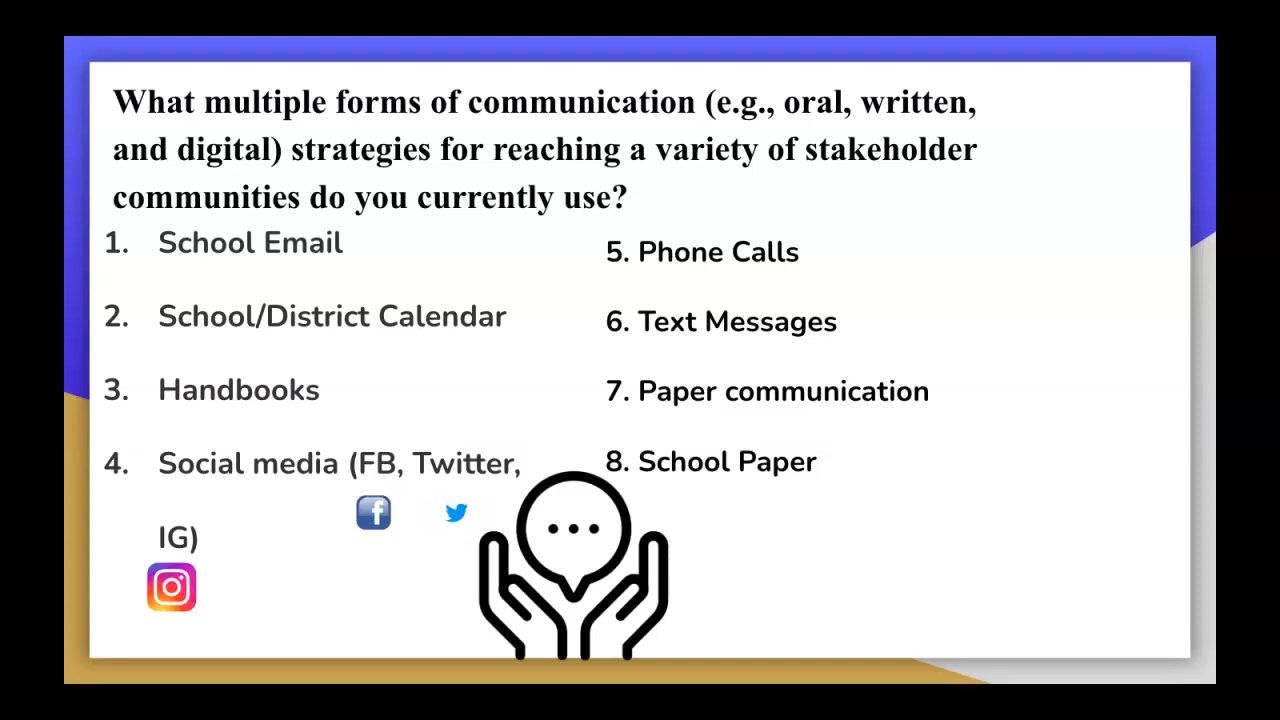 What multiple forms of communication (e.g., oral, written,
and digital) strategies for reaching a variety of stakeholder
communities do you currently use?
1. School Email
2. School/District Calendar
3. Handbooks
4. Social media (FB, Twitter,
IG)
5. Phone Calls
6. Text Messages
7. Paper communication
8. School Paper